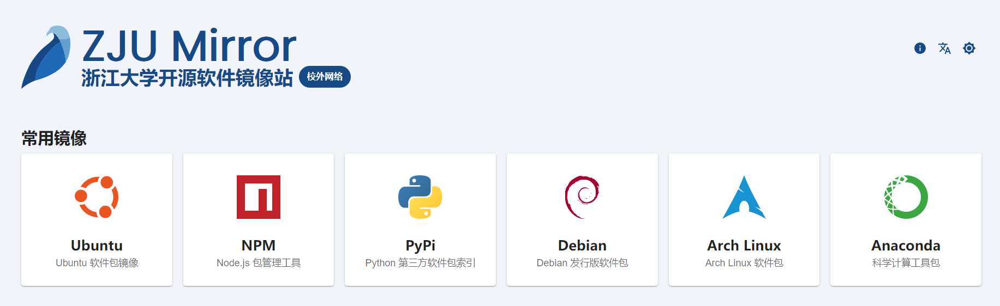 ZJU Mirror
浙江大学开源软件镜像站 校外网络
常用镜像
Ubuntu
Ubuntu 软件包镜像
NPM
Node.js 包管理工具
PyPi
Python 第三方软件包索引
Debian
Debian 发行版软件包
Arch Linux
Arch Linux 软件包
Anaconda
科学计算工具包